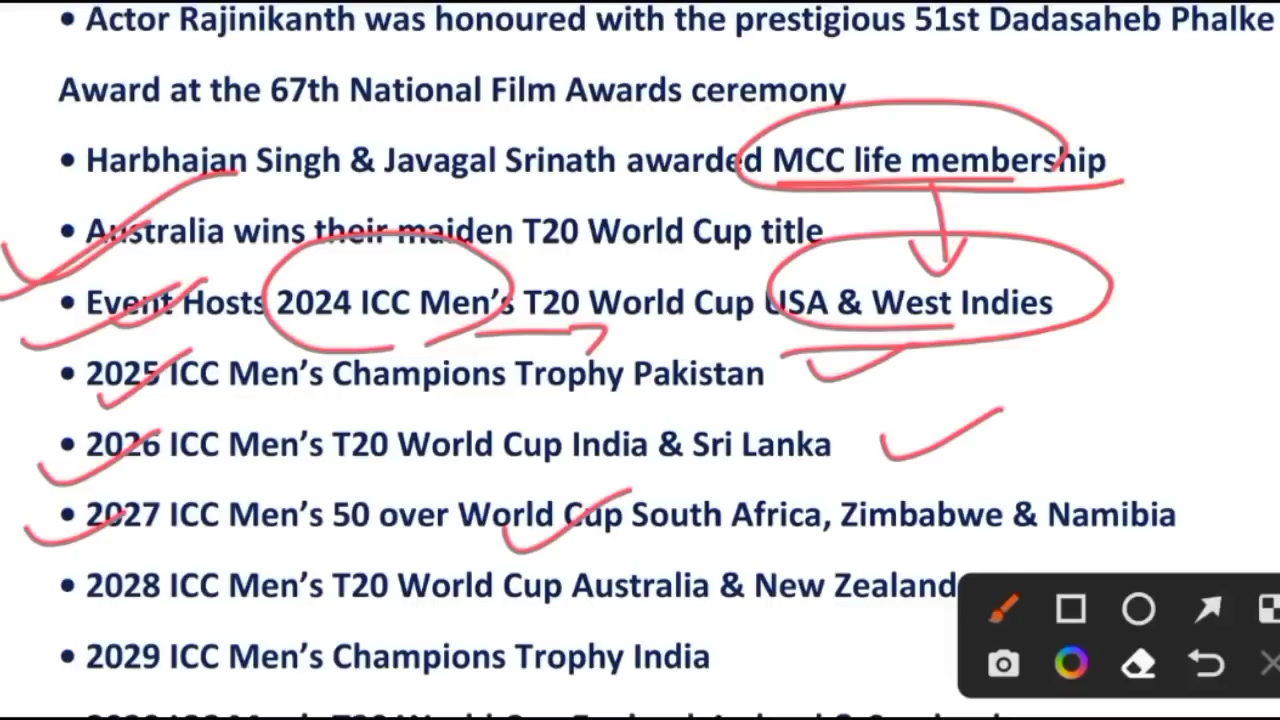 • Actor Rajinikanth was honoured with the prestigious 51st Dadasaheb Phalke
Award at the 67th National Film Awards ceremony
• Harbhajan Singh & Javagal Srinath awarded MCC life membership
• Australia wins their maiden T20 World Cup title
• Event Hosts 2024 ICC Men's T20 World Cup USA & West Indies
• 2025 ICC Men's Champions Trophy Pakistan
• 2026 ICC Men's T20 World Cup India & Sri Lanka
• 2027 ICC Men's 50 over World Cup South Africa, Zimbabwe & Namibia
• 2028 ICC Men's T20 World Cup Australia & New Zealand
• 2029 ICC Men's Champions Trophy India